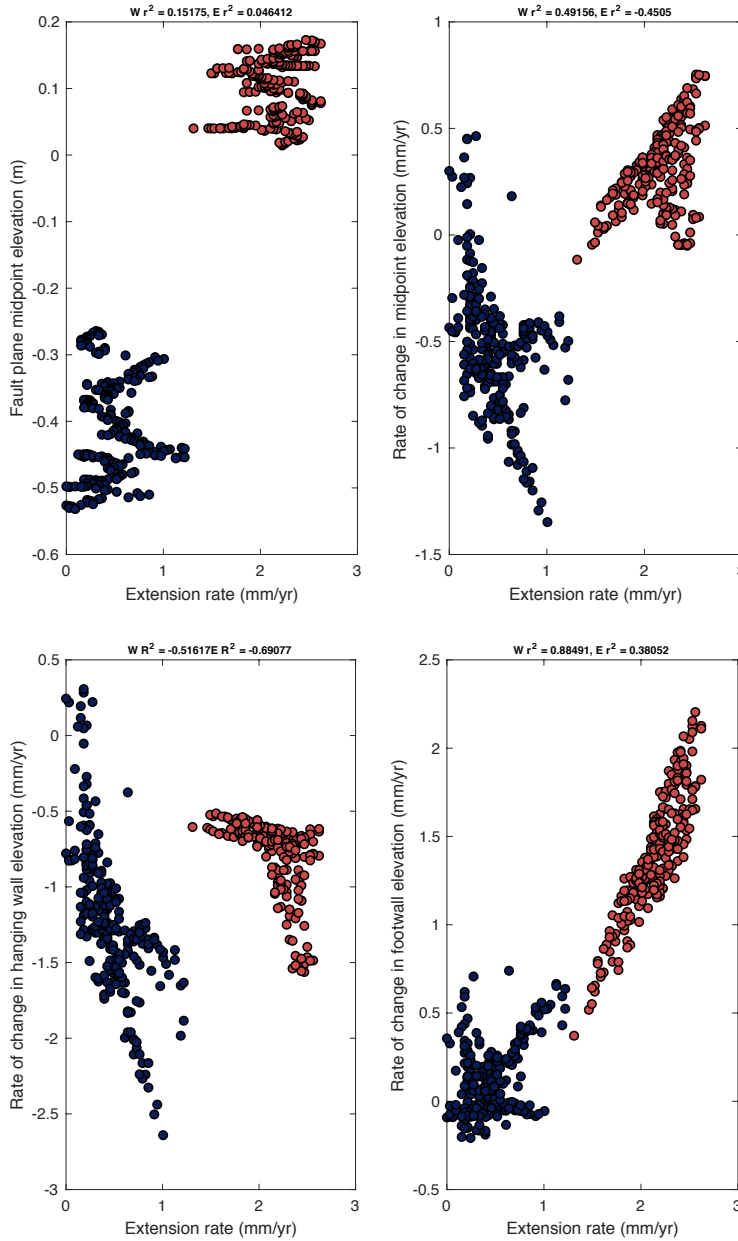 W r² = 0.15175, E r² = 0.046412
0.2
0.1
0
-0.1
-0.2
-0.3
-0.4
-0.5
-0.6
Fault plane midpoint elevation (m)
0 1 2 3
Extension rate (mm/yr)
W r² = 0.49156, E r² = -0.4505
1
0.5
0
-0.5
-1
-1.5
Rate of change in midpoint elevation (mm/yr)
0 1 2 3
Extension rate (mm/yr)
W R² = -0.51617E R² = -0.69077
0.5
0
-0.5
-1
-1.5
-2
-2.5
-3
Rate of change in hanging wall elevation (mm/yr)
0 1 2 3
Extension rate (mm/yr)
W r² = 0.88491, E r² = 0.38052
2.5
2
1.5
1
0.5
0
-0.5
Rate of change in footwall elevation (mm/yr)
0 1 2 3
Extension rate (mm/yr)